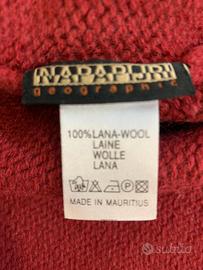 NAPAPIJRI
geographic
100%LANA-WOOL
LAINE
WOLLE
LANA
MADE IN MAURITIUS
subito